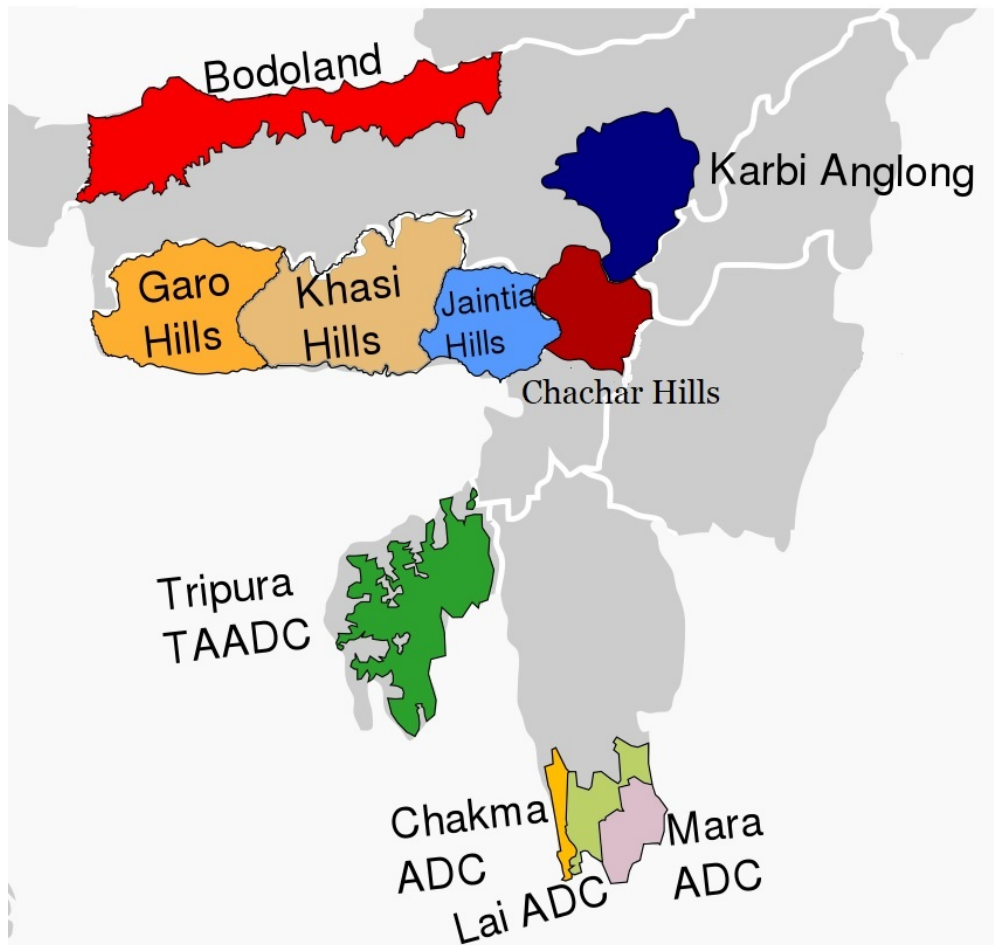 Bodoland
Karbi Anglong
Garo
Hills
Khasi
Hills
Jaintia
Hills
Chachar Hills
Tripura
TAADC
Chakma
ADC
Lai ADC
Mara
ADC